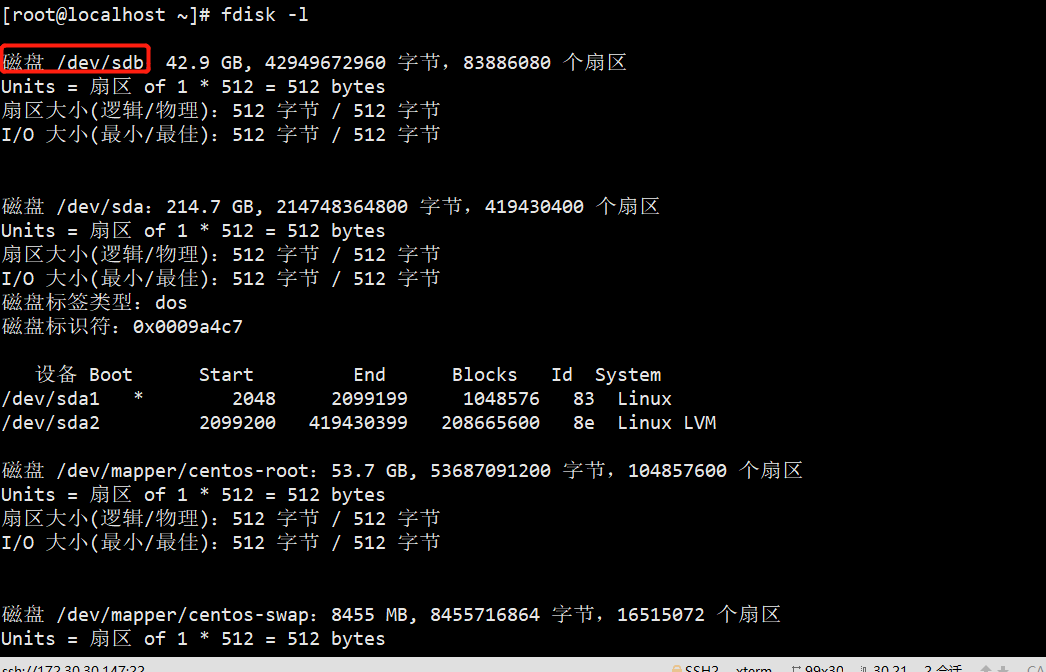 [root@localhost ~]# fdisk -l
磁盘 /dev/sdb 42.9 GB, 42949672960 字节，83886080 个扇区
Units = 扇区 of 1 * 512 = 512 bytes
扇区大小(逻辑/物理)：512 字节 / 512 字节
I/O 大小(最小/最佳)：512 字节 / 512 字节
磁盘 /dev/sda：214.7 GB, 214748364800 字节，419430400 个扇区
Units = 扇区 of 1 * 512 = 512 bytes
扇区大小(逻辑/物理)：512 字节 / 512 字节
I/O 大小(最小/最佳)：512 字节 / 512 字节
磁盘标签类型：dos
磁盘标识符：0x0009a4c7
设备 Boot Start End Blocks Id System
/dev/sda1 * 2048 2099199 1048576 83 Linux
/dev/sda2 2099200 419430399 208665600 8e Linux LVM
磁盘 /dev/mapper/centos-root：53.7 GB, 53687091200 字节，104857600 个扇区
Units = 扇区 of 1 * 512 = 512 bytes
扇区大小(逻辑/物理)：512 字节 / 512 字节
I/O 大小(最小/最佳)：512 字节 / 512 字节
磁盘 /dev/mapper/centos-swap：8455 MB, 8455716864 字节，16515072 个扇区
Units = 扇区 of 1 * 512 = 512 bytes
ssh://172.30.30.147:22 SSH2 xterm 99x30 30,21 2 会话